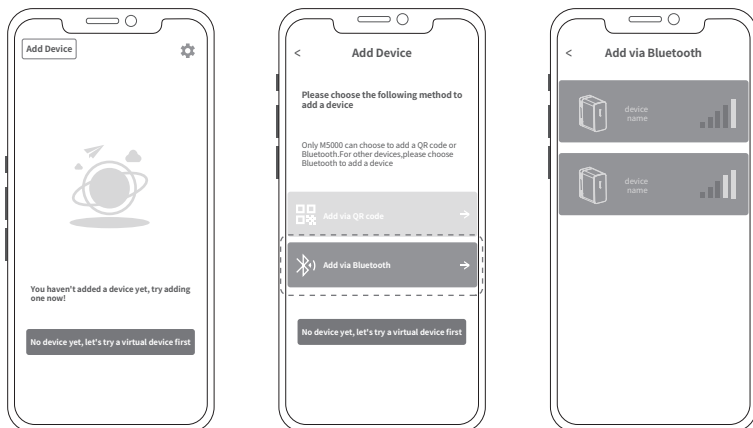 Add Device
You haven't added a device yet, try adding
one now!
No device yet, let's try a virtual device first
<
Add Device
Please choose the following method to
add a device
Only M5000 can choose to add a QR code or
Bluetooth.For other devices,please choose
Bluetooth to add a device
Add via QR code
Add via Bluetooth
No device yet, let's try a virtual device first
<
Add via Bluetooth
device
name
device
name